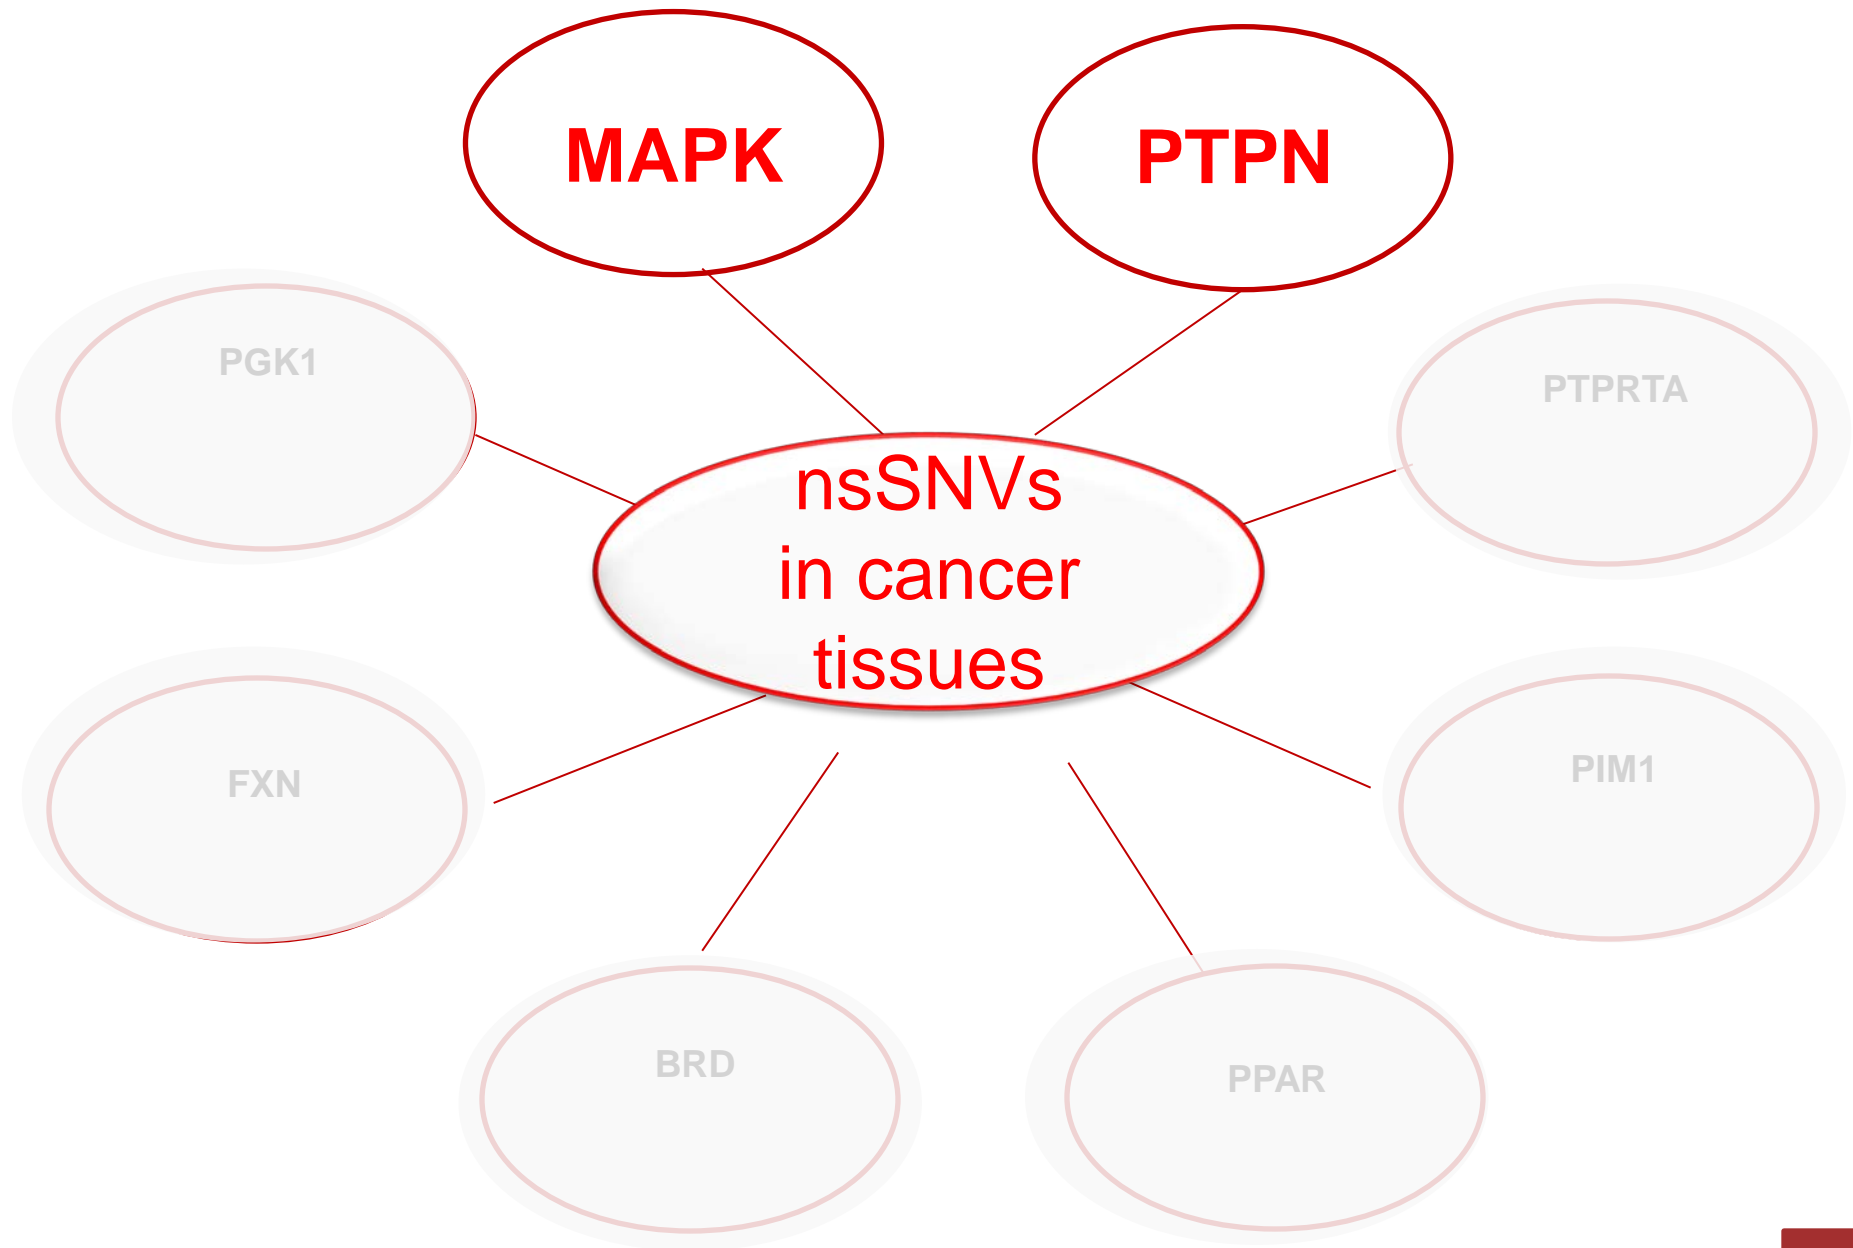 MAPK
PTPN
PGK1
PTPRTA
nsSNVs
in cancer
tissues
FXN
PIM1
BRD
PPAR